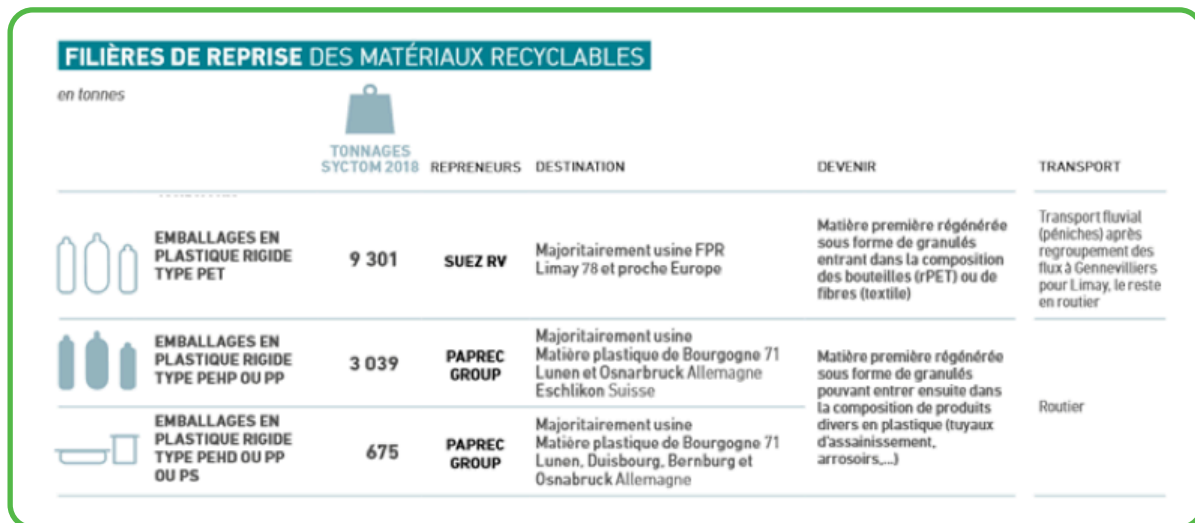 FILIÈRES DE REPRISE DES MATÉRIAUX RECYCLABLES
en tonnes
TONNAGES
SYCTOM 2018
REPRENEURS
DESTINATION
DEVENIR
TRANSPORT
EMBALLAGES EN
PLASTIQUE RIGIDE
TYPE PET
9 301
SUEZ RV
Majoritairement usine FPR
Limay 78 et proche Europe
Matière première régénérée
sous forme de granulés
entrant dans la composition
des bouteilles (rPET) ou de
fibres (textile)
Transport fluvial
(péniches) après
regroupement des
flux à Gennevilliers
pour Limay, le reste
en routier
EMBALLAGES EN
PLASTIQUE RIGIDE
TYPE PEHP OU PP
3 039
PAPREC
GROUP
Majoritairement usine
Matière plastique de Bourgogne 71
Lunen et Osnarbruck Allemagne
Eschlikon Suisse
Matière première régénérée
sous forme de granulés
pouvant entrer ensuite dans
la composition de produits
divers en plastique (tuyaux
d'assainissement,
arrosoirs,...)
Routier
EMBALLAGES EN
PLASTIQUE RIGIDE
TYPE PEHD OU PP
OU PS
675
PAPREC
GROUP
Majoritairement usine
Matière plastique de Bourgogne 71
Lunen, Duisbourg, Bernburg et
Osnabruck Allemagne